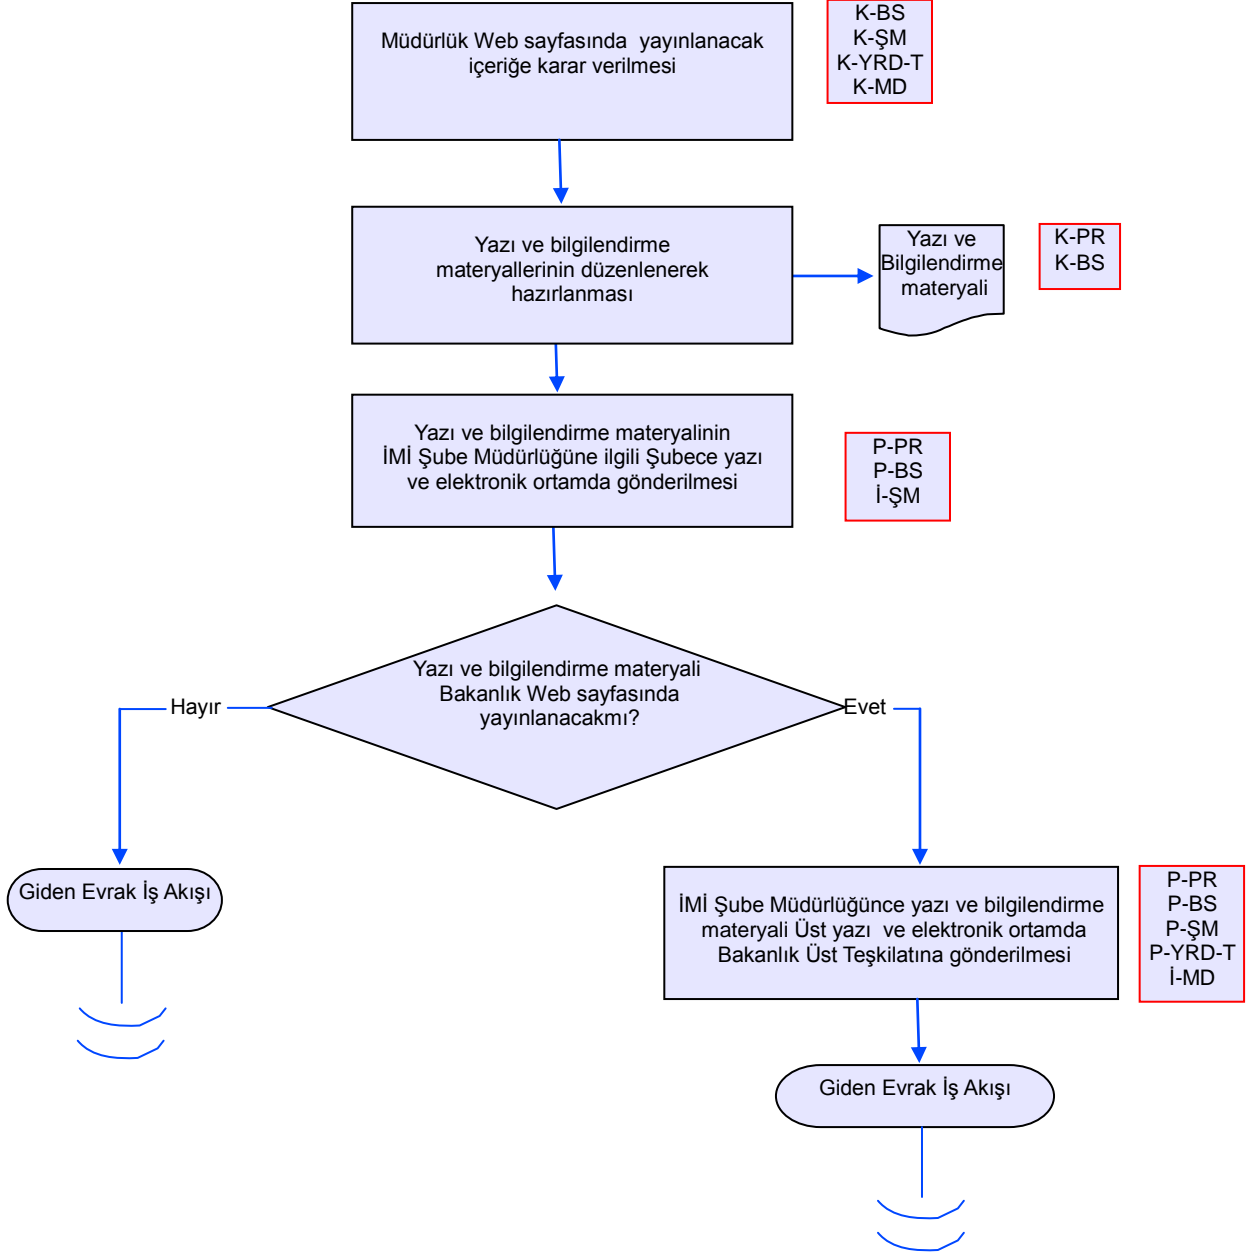 Müdürlük Web sayfasında yayınlanacak
içeriğe karar verilmesi
K-BS
K-ŞM
K-YRD-T
K-MD
Yazı ve bilgilendirme
materyallerinin düzenlenerek
hazırlanması
Yazı ve
Bilgilendirme
materyali
K-PR
K-BS
Yazı ve bilgilendirme materyalinin
İMİ Şube Müdürlüğüne ilgili Şubece yazı
ve elektronik ortamda gönderilmesi
P-PR
P-BS
İ-ŞM
Yazı ve bilgilendirme materyali
Bakanlık Web sayfasında
yayınlanacakmı?
Hayır
Evet
Giden Evrak İş Akışı
İMİ Şube Müdürlüğünce yazı ve bilgilendirme
materyali Üst yazı ve elektronik ortamda
Bakanlık Üst Teşkilatına gönderilmesi
P-PR
P-BS
P-ŞM
P-YRD-T
İ-MD
Giden Evrak İş Akışı